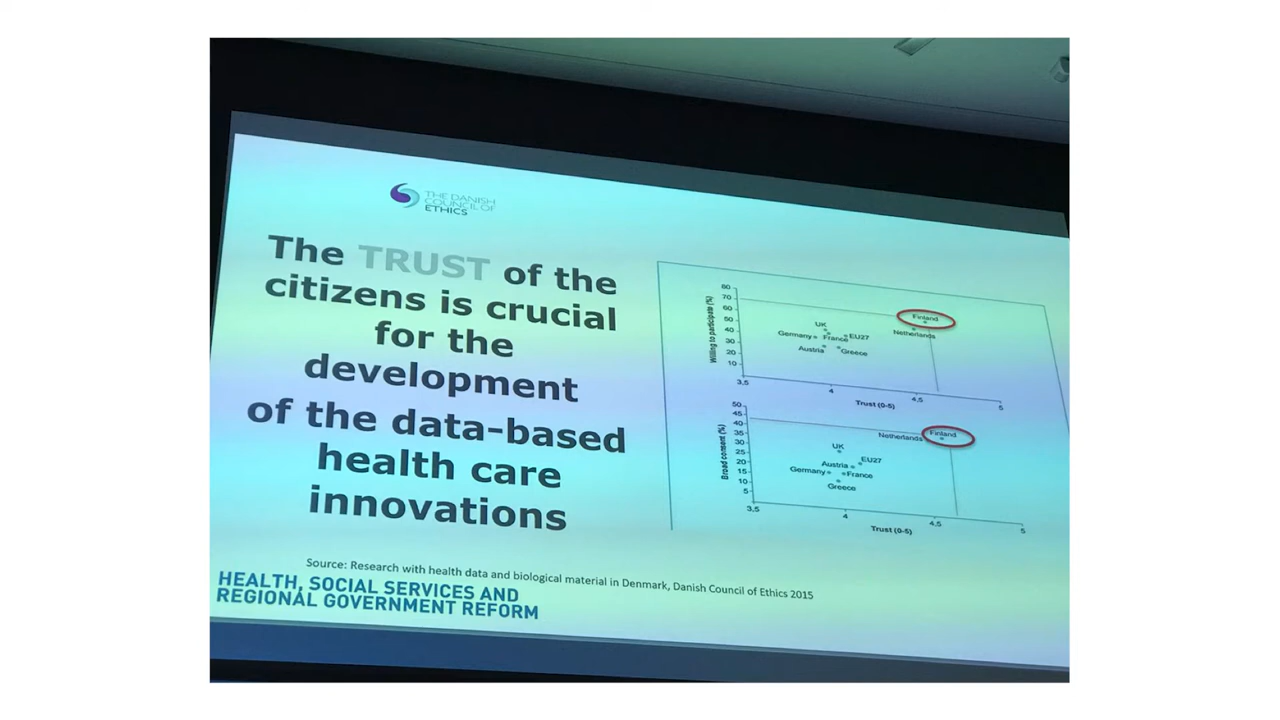 THE DANISH
COUNCIL OF
ETHICS
The TRUST of the
citizens is crucial
for the
development
of the data-based
health care
innovations
80
70
60
50
40
30
20
10
Willing to participate (%)
Finland
Netherlands
UK
Germany
France
EU27
Austria
Greece
3,5
4
4,5
5
Trust (0-5)
50
45
40
35
30
25
20
15
10
5
Broad consent (%)
Netherlands
Finland
UK
Austria
EU27
Germany
France
Greece
3,5
4
4,5
5
Trust (0-5)
Source: Research with health data and biological material in Denmark, Danish Council of Ethics 2015
HEALTH, SOCIAL SERVICES AND
REGIONAL GOVERNMENT REFORM